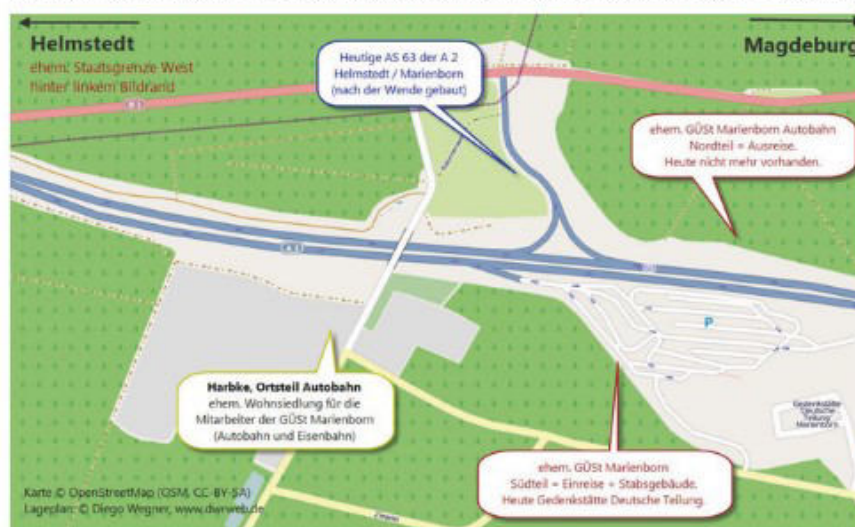 Helmstedt
ehem. Staatsgrenze West
hinter linkem Bildrand
Magdeburg
Heutige AS 63 der A 2
Helmstedt / Marienborn
(nach der Wende gebaut)
ehem. GÜSt Marienborn Autobahn
Nordteil = Ausreise.
Heute nicht mehr vorhanden.
P
Harbke, Ortsteil Autobahn
ehem. Wohnsiedlung für die
Mitarbeiter der GÜSt Marienborn
(Autobahn und Eisenbahn)
Gedenkstätte
Deutsche
Teilung
Marienborn
ehem. GÜSt Marienborn
Südteil = Einreise + Stabsgebäude.
Heute Gedenkstätte Deutsche Teilung.
Karte © OpenStreetMap (OSM, CC-BY-SA)
Lageplan: © Diego Wegner, www.dwrweb.de